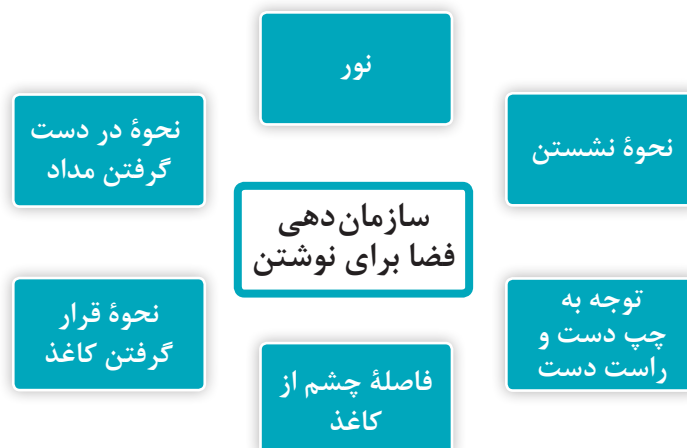 نور
نحوهٔ نشستن
نحوهٔ در دست
گرفتن مداد
سازمان‌دهی
فضا برای نوشتن
توجه به
چپ دست و
راست دست
نحوهٔ قرار
گرفتن کاغذ
فاصلهٔ چشم از
کاغذ